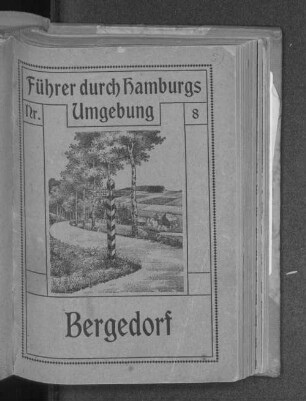 Führer durch Hamburgs
Nr. Umgebung 8
Bergedorf